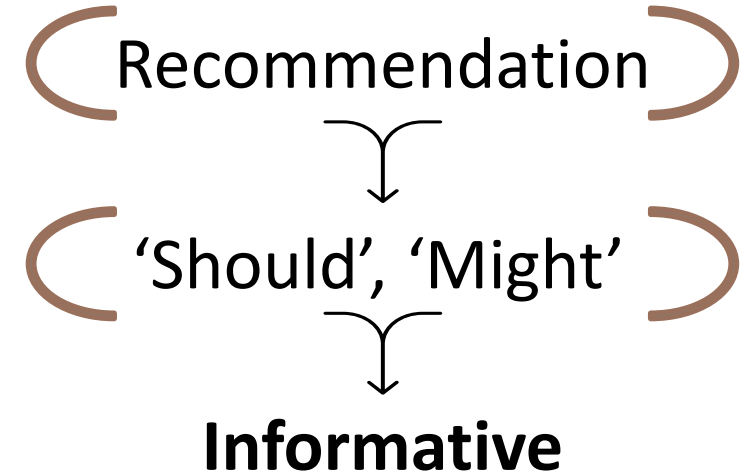 Recommendation
‘Should’, ‘Might’
Informative